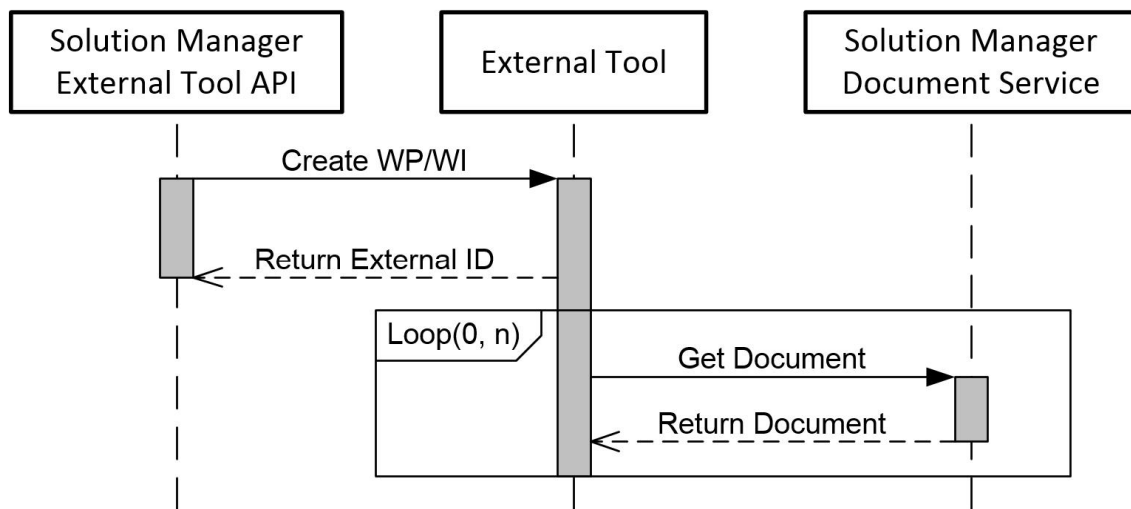 Solution Manager
External Tool API
External Tool
Solution Manager
Document Service
Create WP/WI
Return External ID
Loop(0, n)
Get Document
Return Document